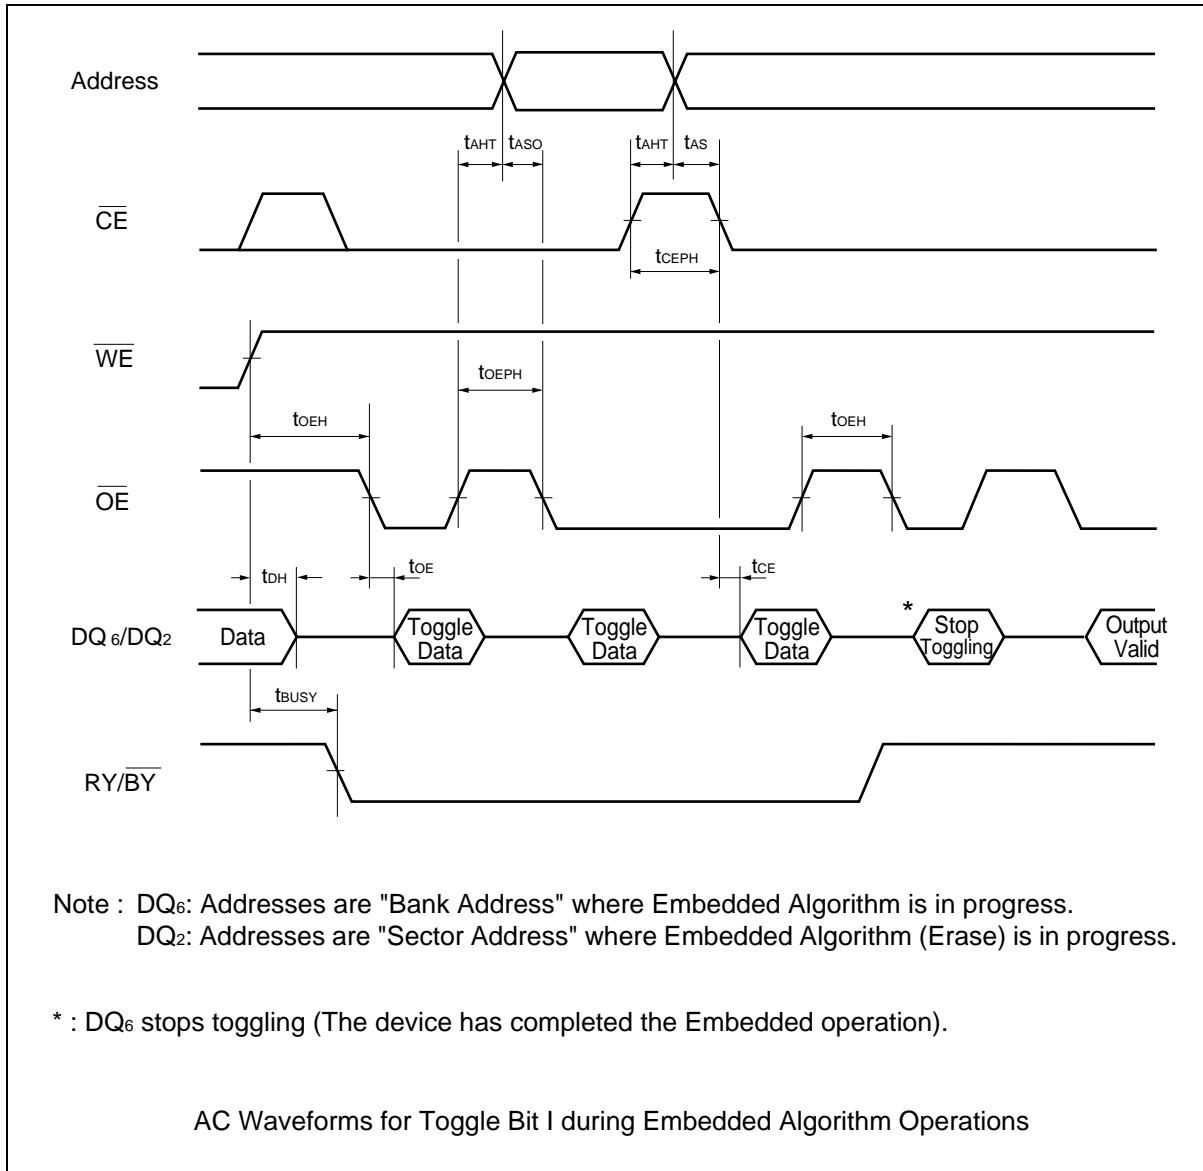 Address
tAHT tASO tAHT tAS
CE
tCEPH
WE
tOEPH
tOEH tOEH
OE
tDH tOE tCE
DQ 6/DQ2 Data Toggle Data Toggle Data Toggle Data * Stop Toggling Output Valid
tBUSY
RY/BY
Note : DQ6: Addresses are "Bank Address" where Embedded Algorithm is in progress.
DQ2: Addresses are "Sector Address" where Embedded Algorithm (Erase) is in progress.
* : DQ6 stops toggling (The device has completed the Embedded operation).
AC Waveforms for Toggle Bit I during Embedded Algorithm Operations